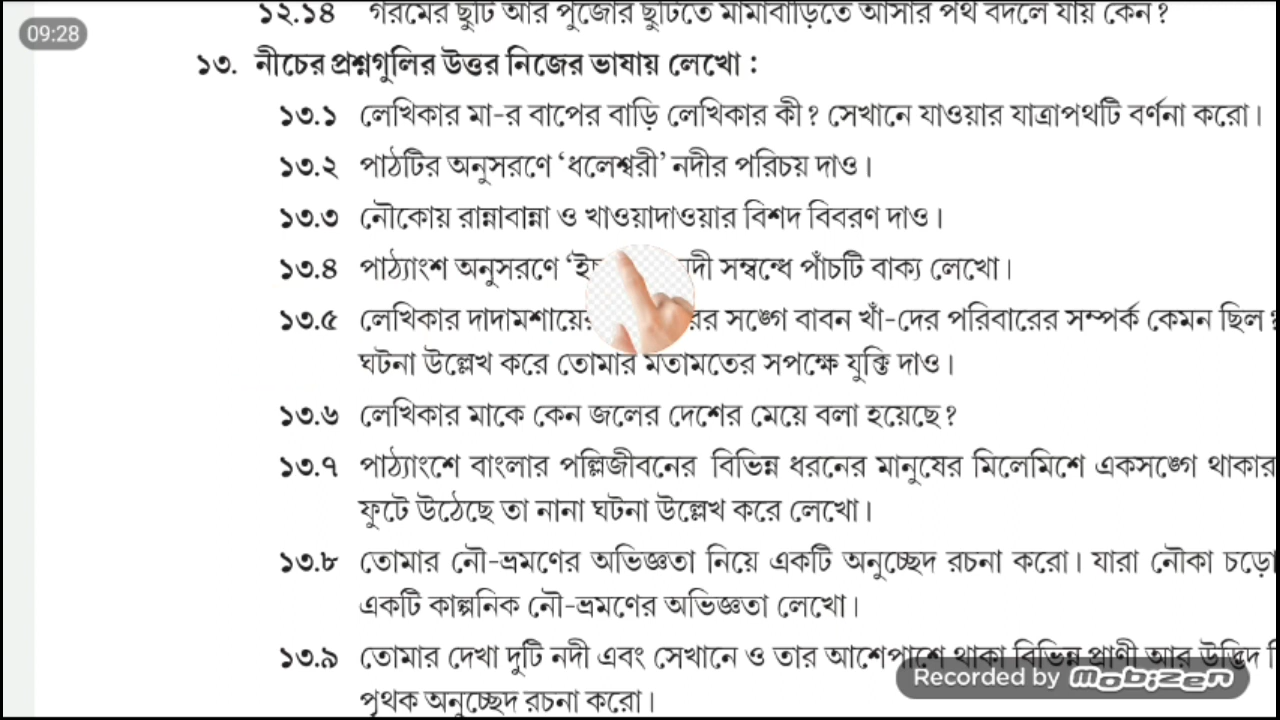 09:28
১২.১৪ গরমের ছুটি আর পুজোর ছুটিতে মামাবাড়িতে আসার পথ বদলে যায় কেন?
১৩. নীচের প্রশ্নগুলির উত্তর নিজের ভাষায় লেখো :
১৩.১ লেখিকার মা-র বাপের বাড়ি লেখিকার কী? সেখানে যাওয়ার যাত্রাপথটি বর্ণনা করো।
১৩.২ পাঠটির অনুসরণে ‘ধলেশ্বরী’ নদীর পরিচয় দাও।
১৩.৩ নৌকোয় রান্নাবান্না ও খাওয়াদাওয়ার বিশদ বিবরণ দাও।
১৩.৪ পাঠ্যাংশ অনুসরণে সম্বন্ধে পাঁচটি বাক্য লেখো।
১৩.৫ লেখিকার সঙ্গে বাবন খাঁ-দের পরিবারের সম্পর্ক কেমন ছিল
ঘটনা উল্লেখ করে তোমার মতামতের সপক্ষে যুক্তি দাও।
১৩.৬ লেখিকার মাকে কেন জলের দেশের মেয়ে বলা হয়েছে?
১৩.৭ পাঠ্যাংশে বাংলার পল্লিজীবনের বিভিন্ন ধরনের মানুষের মিলেমিশে একসঙ্গে থাকার
ফুটে উঠেছে তা নানা ঘটনা উল্লেখ করে লেখো।
১৩.৮ তোমার নৌ-ভ্রমণের অভিজ্ঞতা নিয়ে একটি অনুচ্ছেদ রচনা করো। যারা নৌকা
একটি কাল্পনিক নৌ-ভ্রমণের অভিজ্ঞতা লেখো।
১৩.৯ তোমার দেখা দুটি নদী এবং সেখানে ও তার আশেপাশে থাকা বিভিন্ন প্রাণী আর উদ্ভিদ
পৃথক অনুচ্ছেদ রচনা করো।
Recorded by mobizen